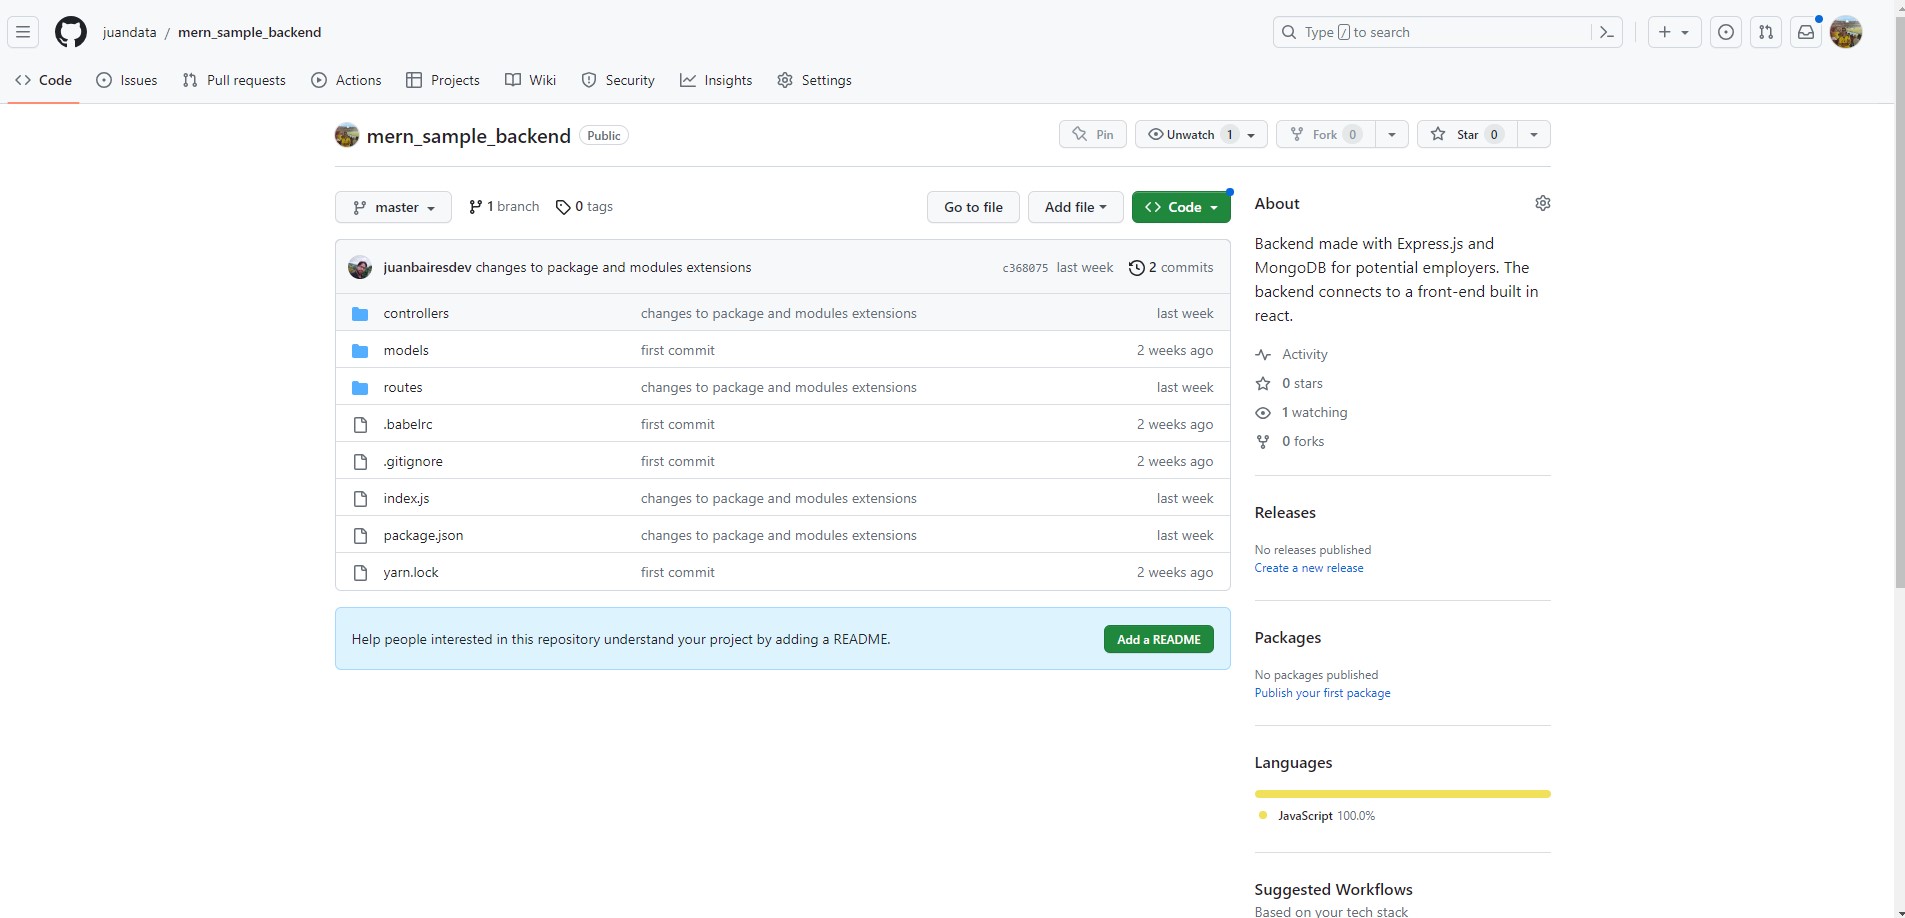 juandata / mern_sample_backend
Type / to search
Code Issues Pull requests Actions Projects Wiki Security Insights Settings
mern_sample_backend Public
Pin Unwatch 1 Fork 0 Star 0
master 1 branch 0 tags Go to file Add file Code
juanbairesdev changes to package and modules extensions c368075 last week 2 commits
controllers changes to package and modules extensions last week
models first commit 2 weeks ago
routes changes to package and modules extensions last week
.babelrc first commit 2 weeks ago
.gitignore first commit 2 weeks ago
index.js changes to package and modules extensions last week
package.json changes to package and modules extensions last week
yarn.lock first commit 2 weeks ago
Help people interested in this repository understand your project by adding a README. Add a README
About
Backend made with Express.js and
MongoDB for potential employers. The
backend connects to a front-end built in
react.
Activity
0 stars
1 watching
0 forks
Releases
No releases published
Create a new release
Packages
No packages published
Publish your first package
Languages
JavaScript 100.0%
Suggested Workflows
Based on your tech stack